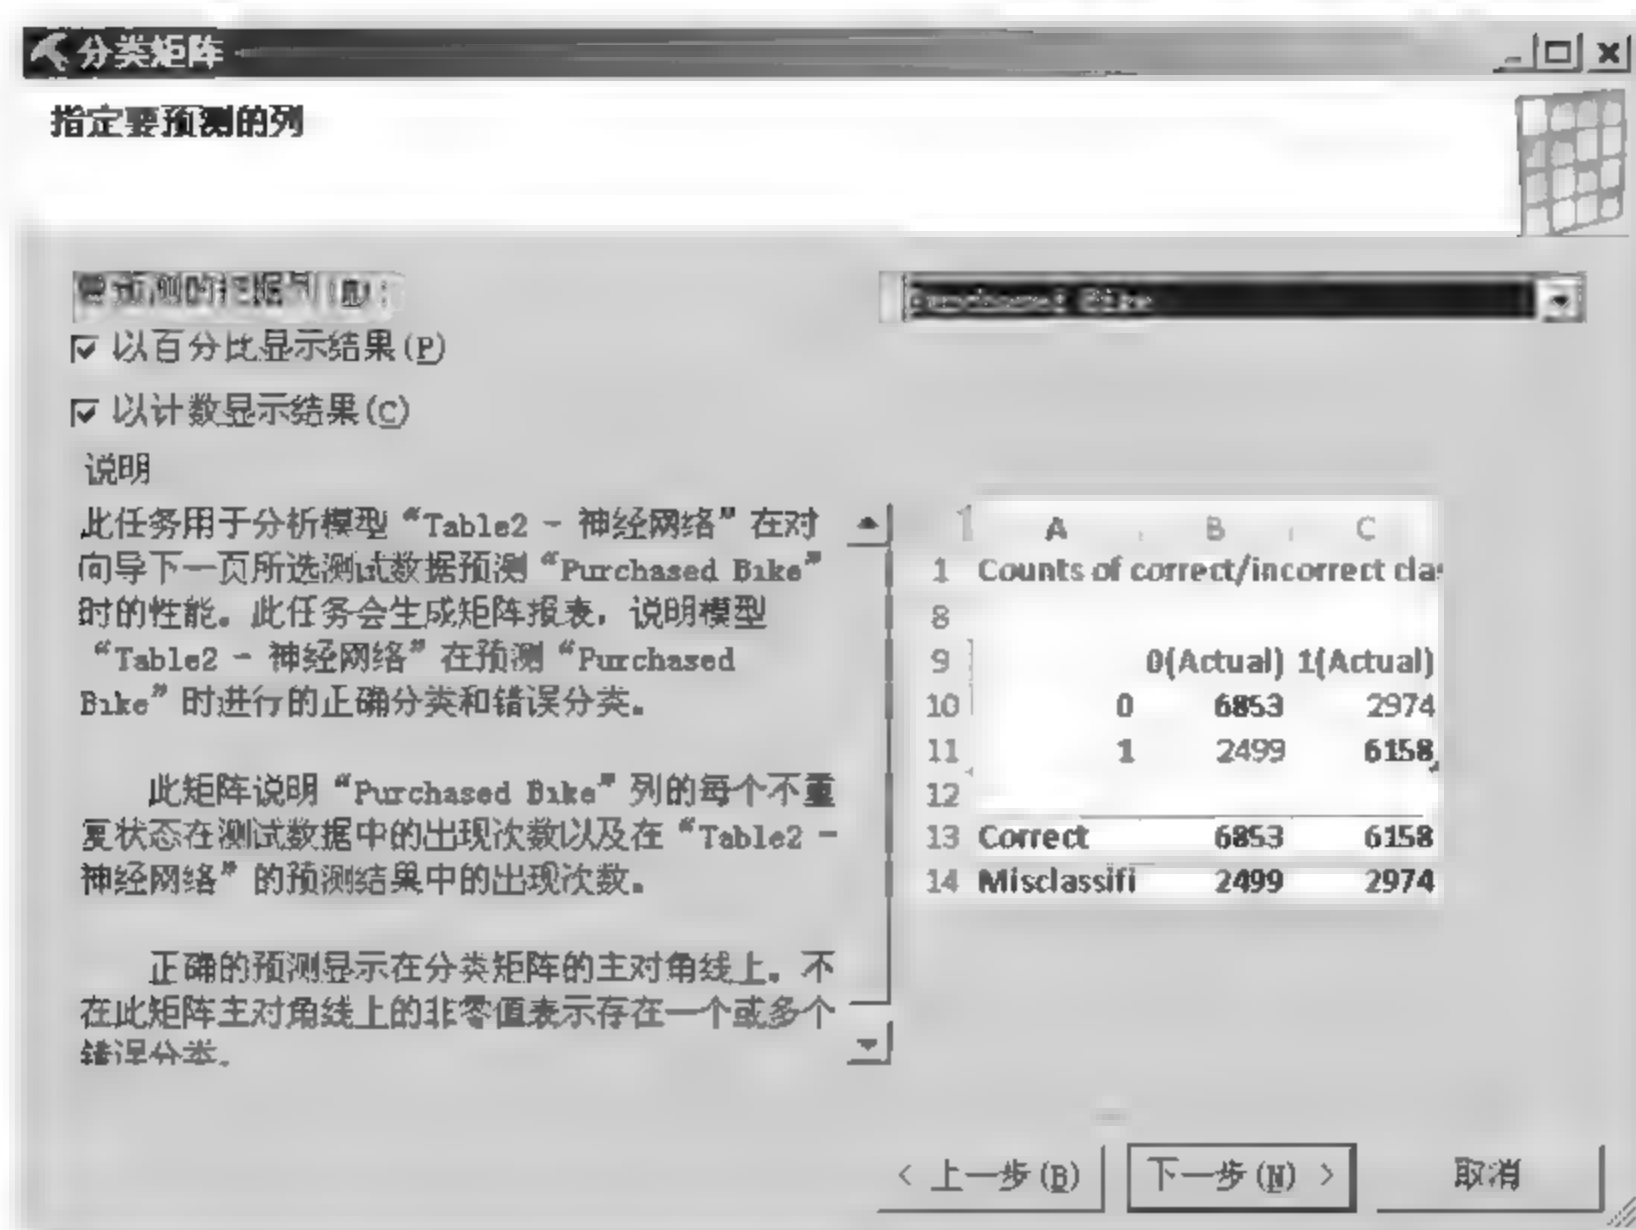 分类矩阵
指定要预测的列
要预测的挖掘列(M): Purchased Bike
以百分比显示结果(P)
以计数显示结果(C)
说明
此任务用于分析模型“Table2 - 神经网络”在对
向导下一页所选测试数据预测“Purchased Bike”
时的性能。此任务会生成矩阵报表，说明模型
“Table2 - 神经网络”在预测“Purchased
Bike”时进行的正确分类和错误分类。
此矩阵说明“Purchased Bike”列的每个不重
复状态在测试数据中的出现次数以及在“Table2 -
神经网络”的预测结果中的出现次数。
正确的预测显示在分类矩阵的主对角线上。不
在此矩阵主对角线上的非零值表示存在一个或多个
错误分类。
A B C
1 Counts of correct/incorrect cla
8
9 0(Actual) 1(Actual)
10 0 6853 2974
11 1 2499 6158
12
13 Correct 6853 6158
14 Misclassifi 2499 2974
< 上一步(B) 下一步(N) > 取消